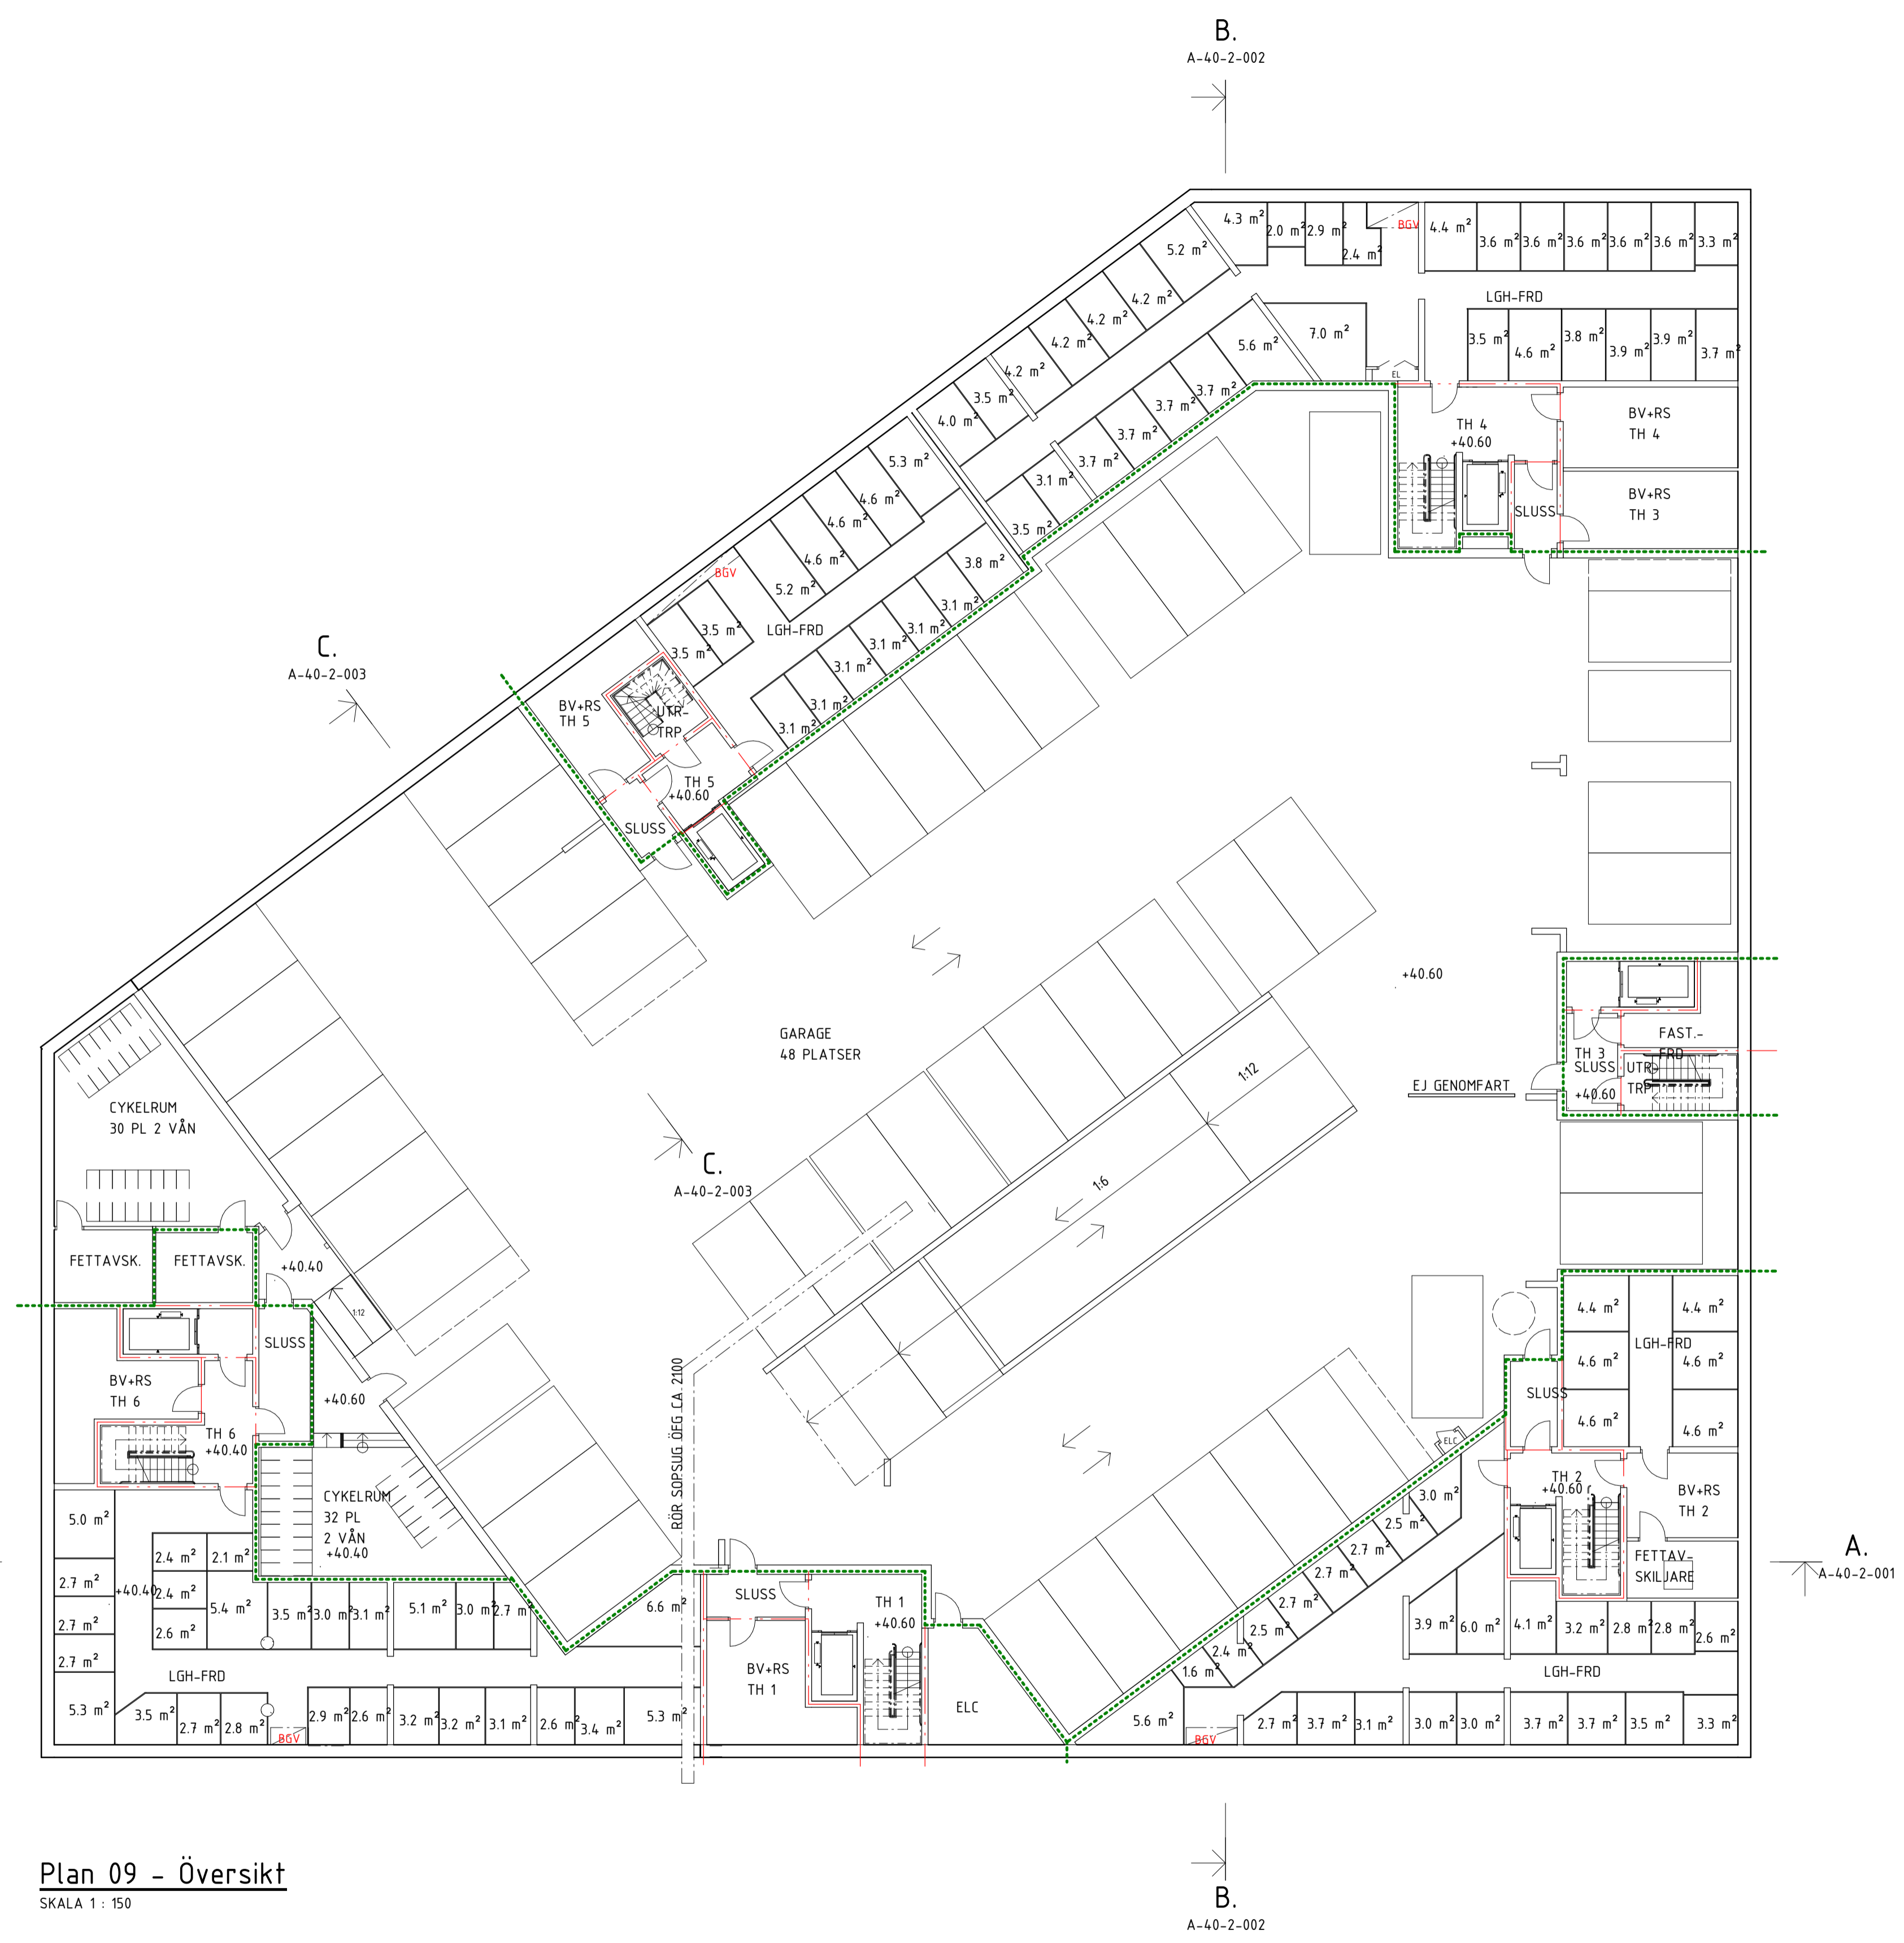 B.
A-40-2-002
4.3 m²
2.0 m²
2.9 m²
2.4 m²
BGV
4.4 m²
3.6 m²
3.6 m²
3.6 m²
3.6 m²
3.6 m²
3.3 m²
5.2 m²
4.2 m²
4.2 m²
4.2 m²
4.2 m²
3.5 m²
4.0 m²
LGH-FRD
7.0 m²
5.6 m²
3.5 m²
4.6 m²
3.8 m²
3.9 m²
3.9 m²
3.7 m²
EL
3.7 m²
3.7 m²
3.7 m²
3.7 m²
3.1 m²
3.5 m²
TH 4
+40.60
BV+RS
TH 4
BV+RS
TH 3
SLUSS
5.3 m²
4.6 m²
4.6 m²
4.6 m²
5.2 m²
BGV
3.5 m²
3.5 m²
LGH-FRD
3.8 m²
3.1 m²
3.1 m²
3.1 m²
3.1 m²
3.1 m²
3.1 m²
C.
A-40-2-003
BV+RS
TH 5
UTR-
TRP
TH 5
+40.60
SLUSS
GARAGE
48 PLATSER
+40.60
EJ GENOMFART
1:12
1:6
TH 3
SLUSS
+40.60
FAST.-
FRD
UTR-
TRP
C.
A-40-2-003
CYKELRUM
30 PL 2 VÅN
FETTAVSK.
FETTAVSK.
+40.40
1:12
SLUSS
+40.60
BV+RS
TH 6
TH 6
+40.40
CYKELRUM
32 PL
2 VÅN
+40.40
RÖR SOPSUG ÖFG CA 2100
4.4 m²
4.6 m²
4.6 m²
LGH-FRD
4.4 m²
4.6 m²
4.6 m²
SLUSS
ELC
TH 2
+40.60
BV+RS
TH 2
FETTAV-
SKILJARE
A.
A-40-2-001
5.0 m²
2.7 m²
2.7 m²
2.7 m²
5.3 m²
+40.40
2.4 m²
2.1 m²
2.4 m²
2.6 m²
5.4 m²
3.5 m²
3.0 m²
3.1 m²
5.1 m²
3.0 m²
2.7 m²
6.6 m²
LGH-FRD
3.5 m²
2.7 m²
2.8 m²
BGV
2.9 m²
2.6 m²
3.2 m²
3.2 m²
3.1 m²
2.6 m²
3.4 m²
5.3 m²
SLUSS
TH 1
+40.60
BV+RS
TH 1
ELC
3.0 m²
2.5 m²
2.7 m²
2.7 m²
2.7 m²
2.5 m²
2.4 m²
1.6 m²
5.6 m²
BGV
3.9 m²
6.0 m²
4.1 m²
3.2 m²
2.8 m²
2.8 m²
2.6 m²
LGH-FRD
2.7 m²
3.7 m²
3.1 m²
3.0 m²
3.0 m²
3.7 m²
3.7 m²
3.5 m²
3.3 m²
Plan 09 - Översikt
SKALA 1 : 150
B.
A-40-2-002